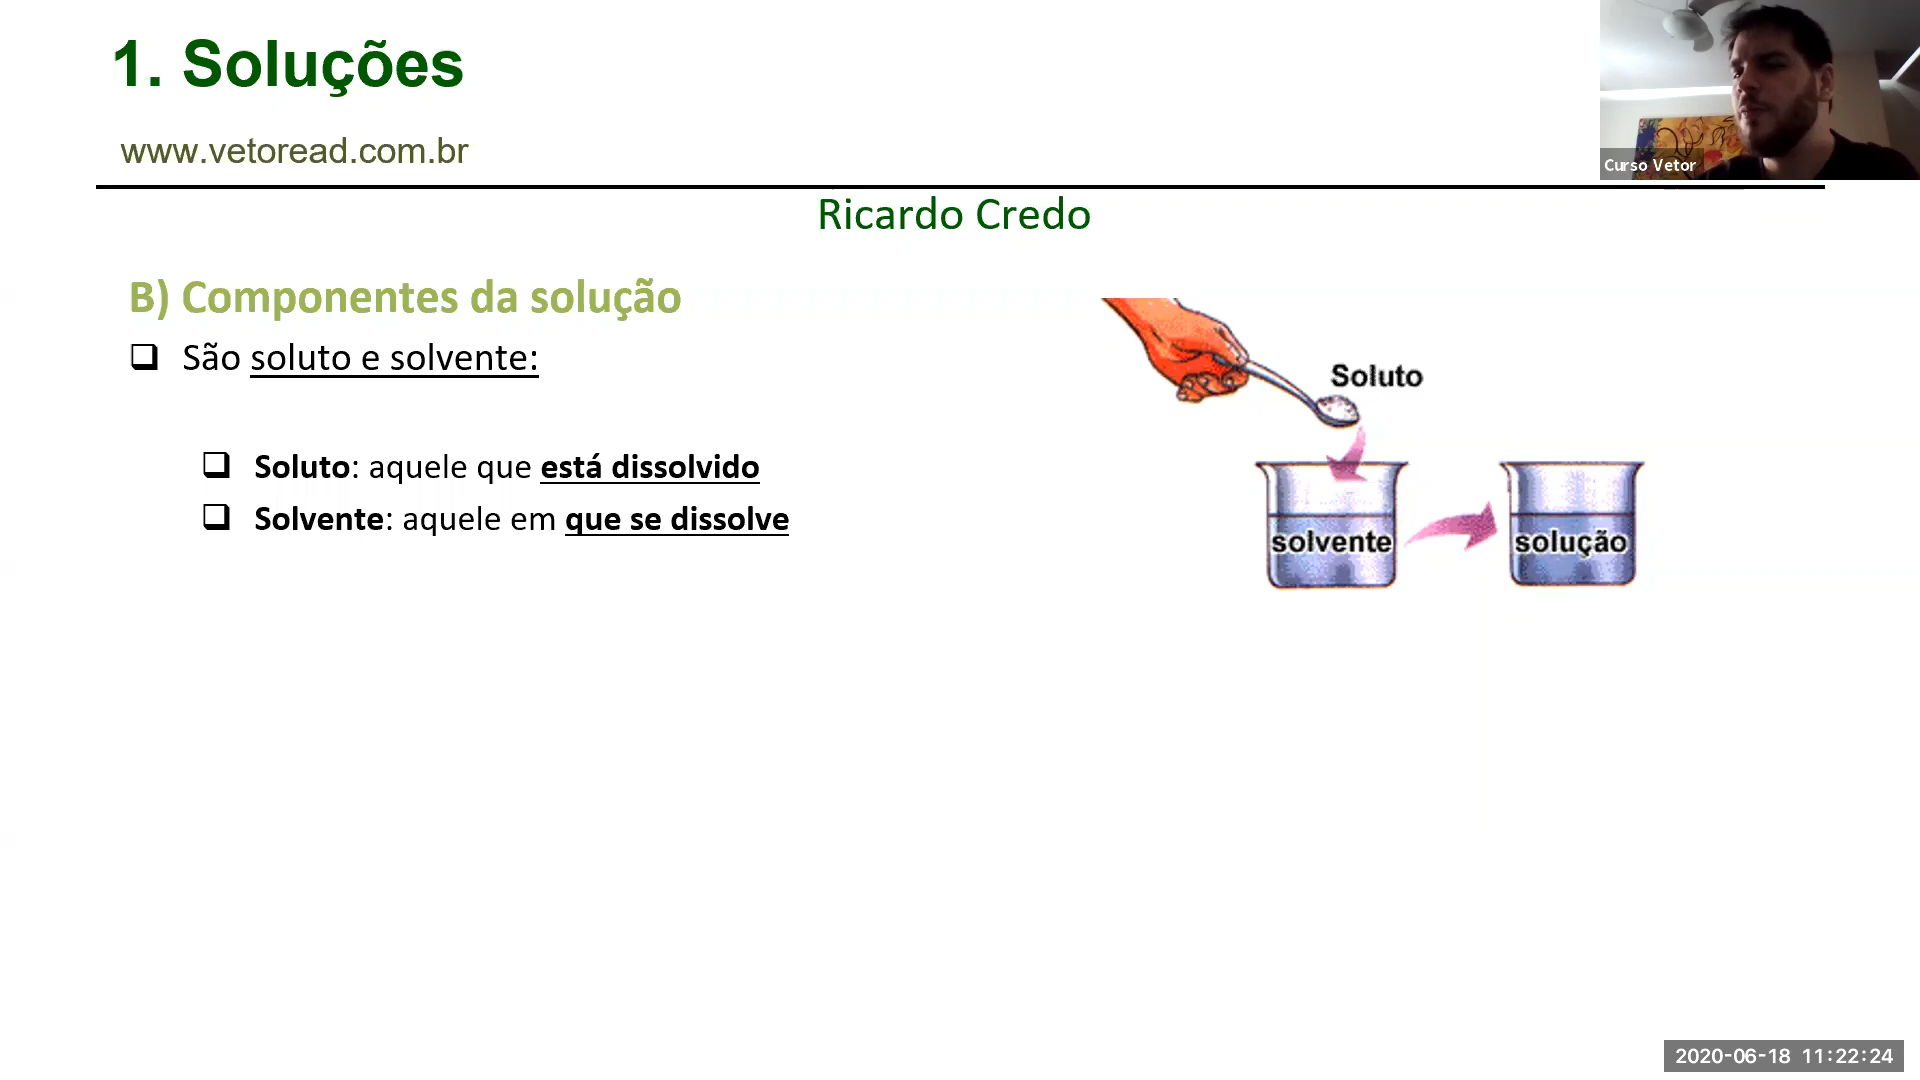 1. Soluções
www.vetoread.com.br
Curso Vetor
Ricardo Credo
B) Componentes da solução
São soluto e solvente:
Soluto: aquele que está dissolvido
Solvente: aquele em que se dissolve
Soluto
solvente
solução
2020-06-18 11:22:24